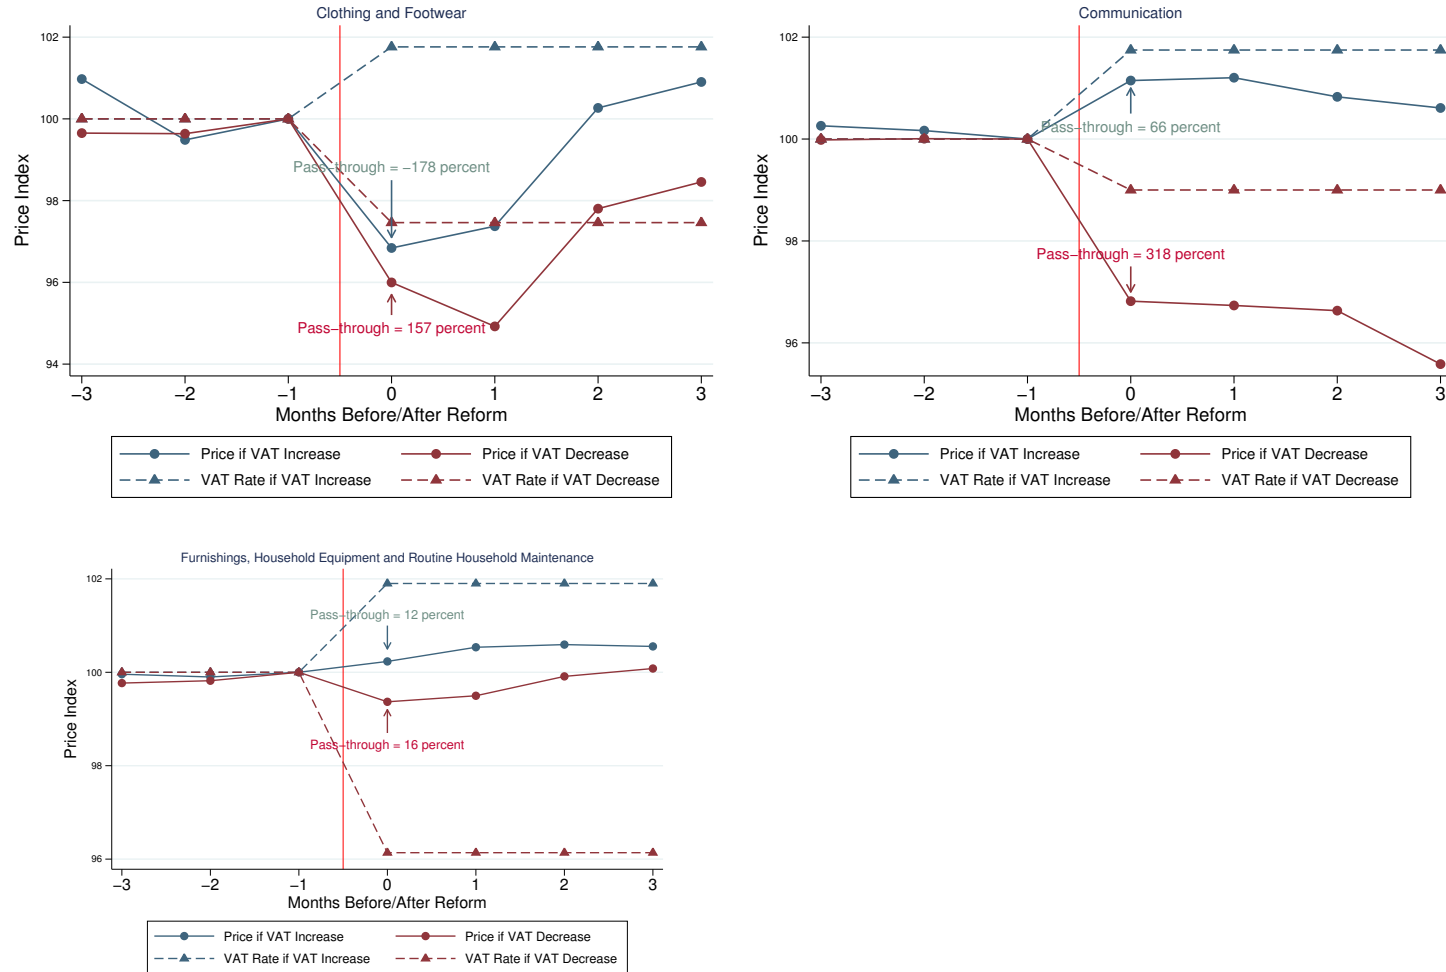 Clothing and Footwear
102
100
98
96
94
Price Index
Pass-through = -178 percent
Pass-through = 157 percent
-3 -2 -1 0 1 2 3
Months Before/After Reform
Price if VAT Increase Price if VAT Decrease
VAT Rate if VAT Increase VAT Rate if VAT Decrease
Communication
102
100
98
96
Price Index
Pass-through = 66 percent
Pass-through = 318 percent
-3 -2 -1 0 1 2 3
Months Before/After Reform
Price if VAT Increase Price if VAT Decrease
VAT Rate if VAT Increase VAT Rate if VAT Decrease
Furnishings, Household Equipment and Routine Household Maintenance
102
100
98
96
Price Index
Pass-through = 12 percent
Pass-through = 16 percent
-3 -2 -1 0 1 2 3
Months Before/After Reform
Price if VAT Increase Price if VAT Decrease
VAT Rate if VAT Increase VAT Rate if VAT Decrease